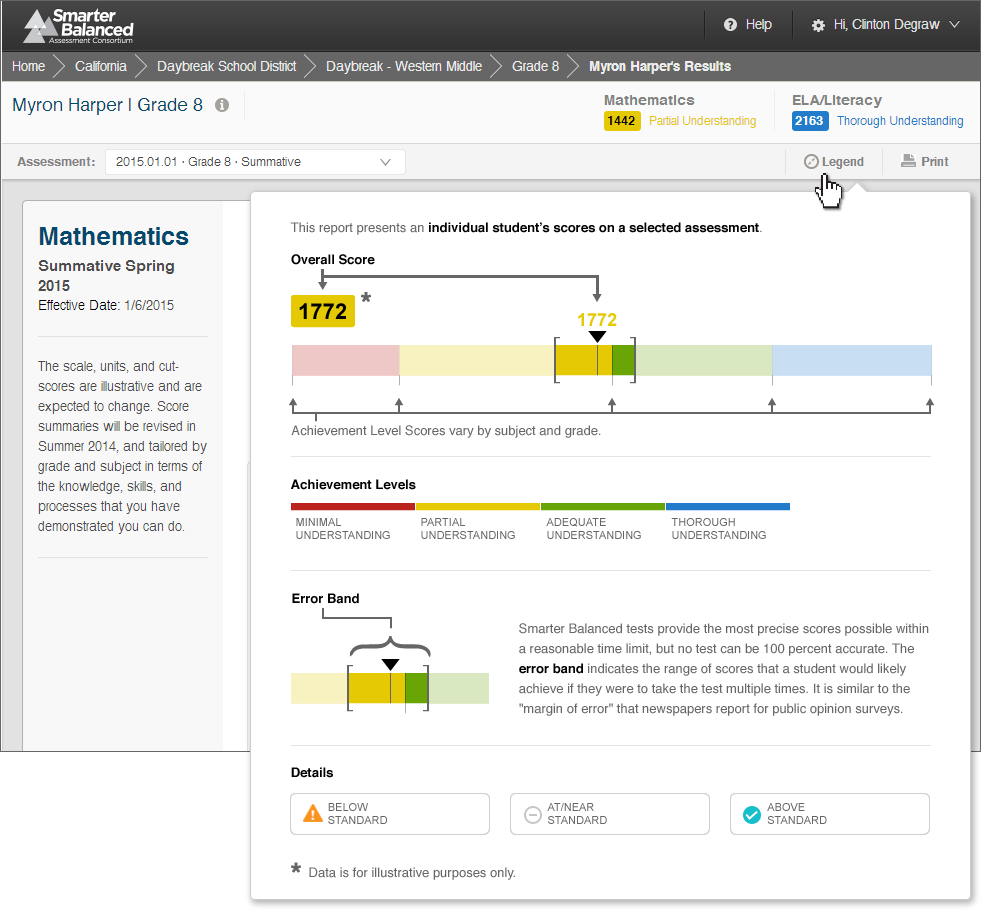 Smarter
Balanced
Assessment Consortium
Help
Hi, Clinton Degraw
Home
California
Daybreak School District
Daybreak - Western Middle
Grade 8
Myron Harper's Results
Myron Harper | Grade 8
Mathematics
1442 Partial Understanding
ELA/Literacy
2163 Thorough Understanding
Assessment:
2015.01.01 · Grade 8 · Summative
Legend
Print
Mathematics
Summative Spring
2015
Effective Date: 1/6/2015
The scale, units, and cut-
scores are illustrative and are
expected to change. Score
summaries will be revised in
Summer 2014, and tailored by
grade and subject in terms of
the knowledge, skills, and
processes that you have
demonstrated you can do.
This report presents an individual student's scores on a selected assessment.
Overall Score
1772 *
1772
Achievement Level Scores vary by subject and grade.
Achievement Levels
MINIMAL
UNDERSTANDING
PARTIAL
UNDERSTANDING
ADEQUATE
UNDERSTANDING
THOROUGH
UNDERSTANDING
Error Band
Smarter Balanced tests provide the most precise scores possible within
a reasonable time limit, but no test can be 100 percent accurate. The
error band indicates the range of scores that a student would likely
achieve if they were to take the test multiple times. It is similar to the
"margin of error" that newspapers report for public opinion surveys.
Details
BELOW
STANDARD
AT/NEAR
STANDARD
ABOVE
STANDARD
* Data is for illustrative purposes only.